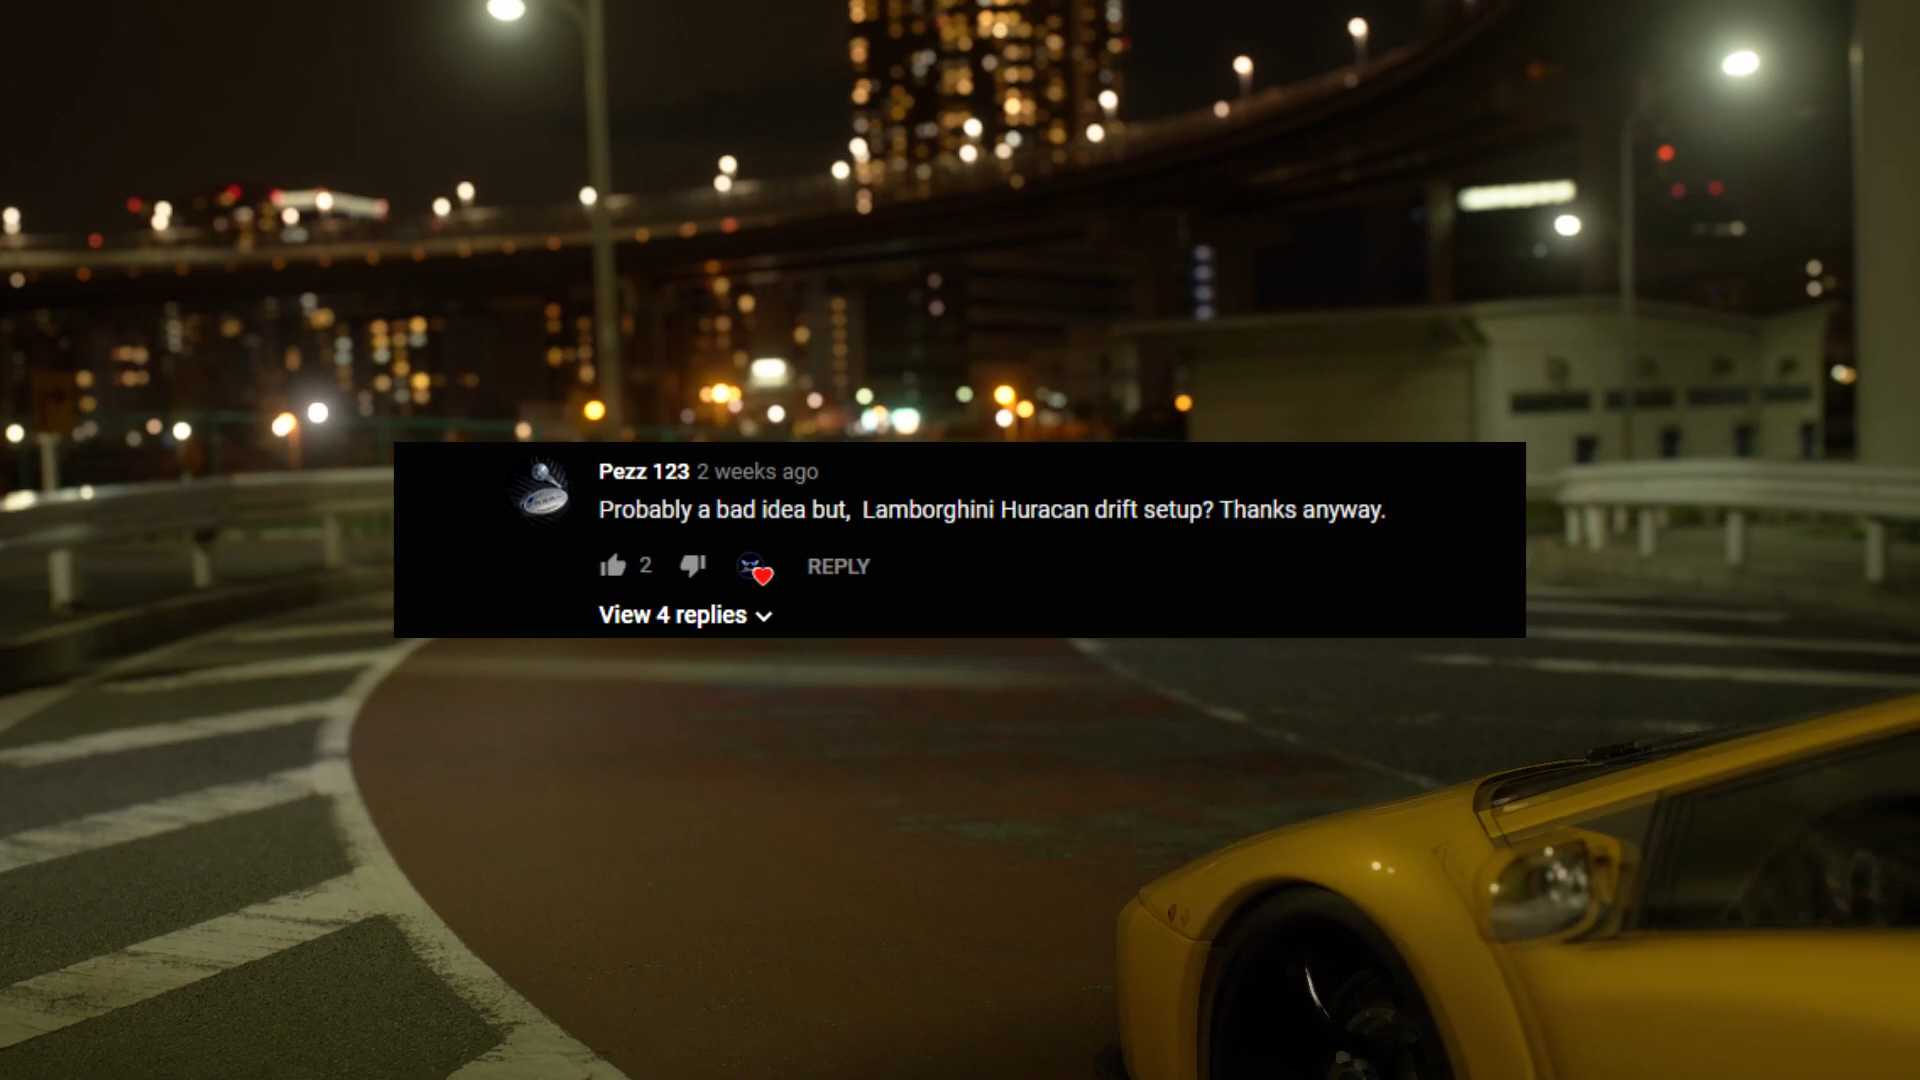 Pezz 123 2 weeks ago
Probably a bad idea but,  Lamborghini Huracan drift setup? Thanks anyway.
2
REPLY
View 4 replies